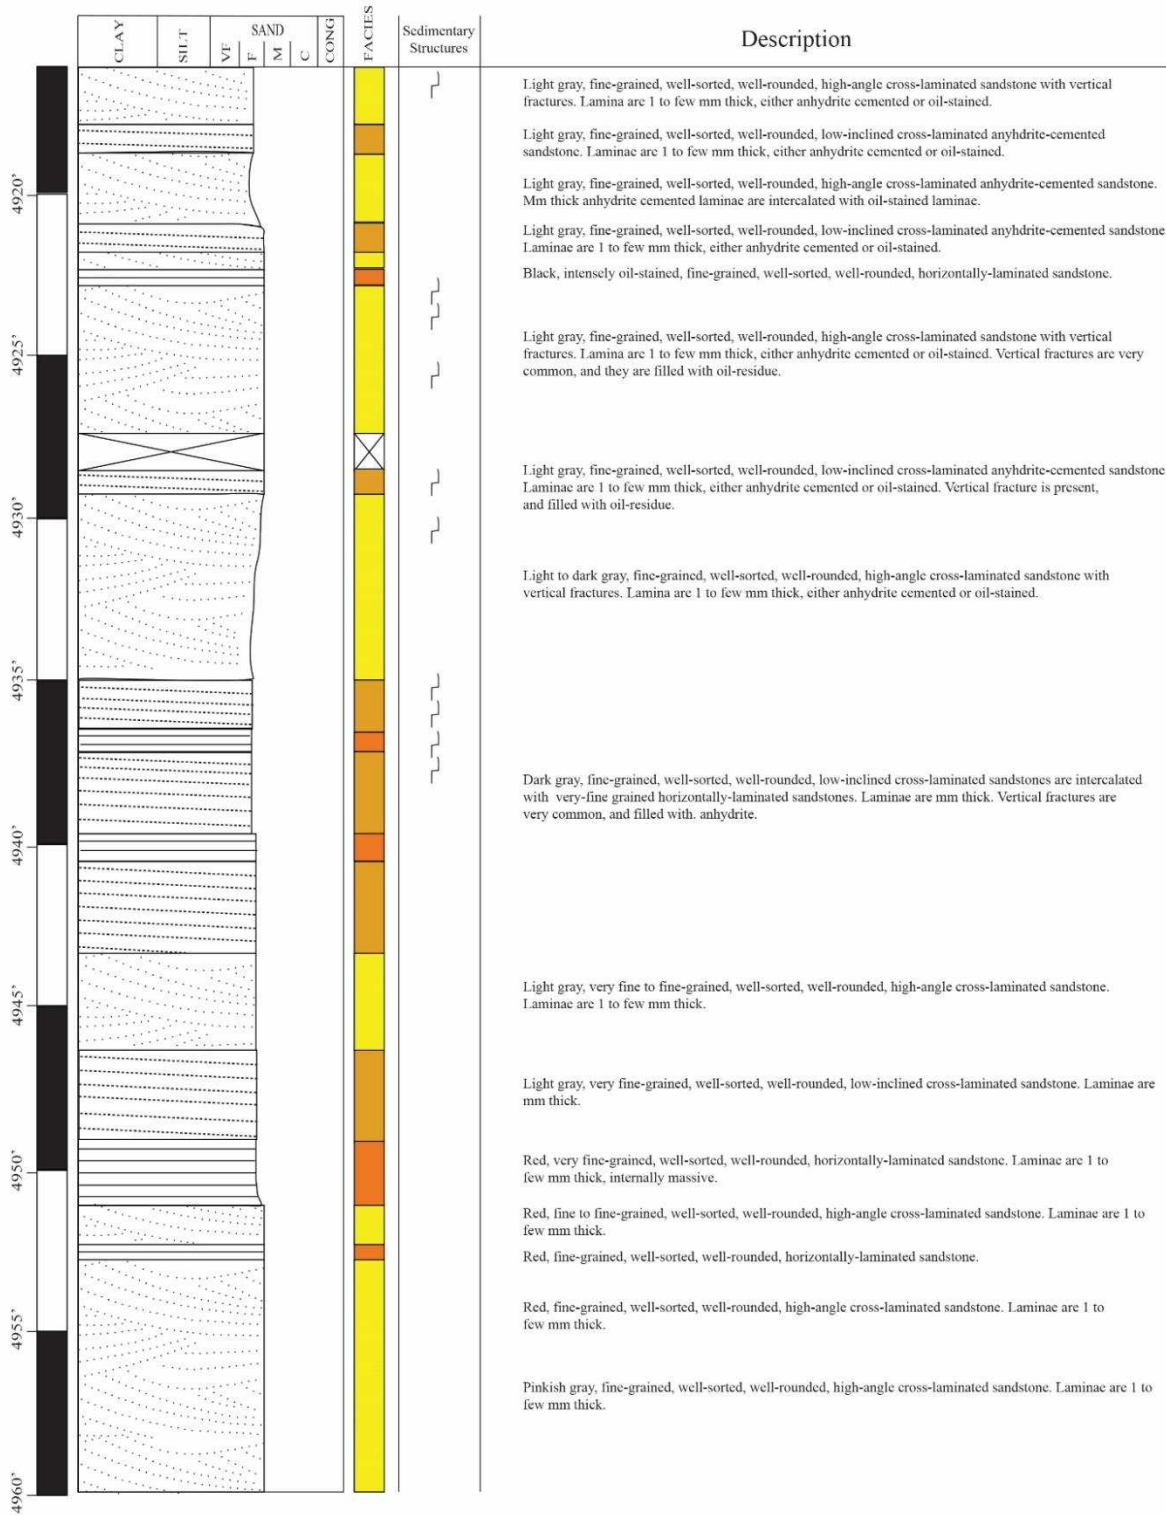 CLAY
SILT
SAND
VF
F
M
C
CONG
FACIES
Sedimentary
Structures
Description
4920'
4925'
4930'
4935'
4940'
4945'
4950'
4955'
4960'
Light gray, fine-grained, well-sorted, well-rounded, high-angle cross-laminated sandstone with vertical
fractures. Lamina are 1 to few mm thick, either anhydrite cemented or oil-stained.
Light gray, fine-grained, well-sorted, well-rounded, low-inclined cross-laminated anyhdrite-cemented
sandstone. Laminae are 1 to few mm thick, either anhydrite cemented or oil-stained.
Light gray, fine-grained, well-sorted, well-rounded, high-angle cross-laminated anhydrite-cemented sandstone.
Mm thick anhydrite cemented laminae are intercalated with oil-stained laminae.
Light gray, fine-grained, well-sorted, well-rounded, low-inclined cross-laminated anyhdrite-cemented sandstone
Laminae are 1 to few mm thick, either anhydrite cemented or oil-stained.
Black, intensely oil-stained, fine-grained, well-sorted, well-rounded, horizontally-laminated sandstone.
Light gray, fine-grained, well-sorted, well-rounded, high-angle cross-laminated sandstone with vertical
fractures. Lamina are 1 to few mm thick, either anhydrite cemented or oil-stained. Vertical fractures are very
common, and they are filled with oil-residue.
Light gray, fine-grained, well-sorted, well-rounded, low-inclined cross-laminated anyhdrite-cemented sandstone
Laminae are 1 to few mm thick, either anhydrite cemented or oil-stained. Vertical fracture is present,
and filled with oil-residue.
Light to dark gray, fine-grained, well-sorted, well-rounded, high-angle cross-laminated sandstone with
vertical fractures. Lamina are 1 to few mm thick, either anhydrite cemented or oil-stained.
Dark gray, fine-grained, well-sorted, well-rounded, low-inclined cross-laminated sandstones are intercalated
with very-fine grained horizontally-laminated sandstones. Laminae are mm thick. Vertical fractures are
very common, and filled with. anhydrite.
Light gray, very fine to fine-grained, well-sorted, well-rounded, high-angle cross-laminated sandstone.
Laminae are 1 to few mm thick.
Light gray, very fine-grained, well-sorted, well-rounded, low-inclined cross-laminated sandstone. Laminae are
mm thick.
Red, very fine-grained, well-sorted, well-rounded, horizontally-laminated sandstone. Laminae are 1 to
few mm thick, internally massive.
Red, fine to fine-grained, well-sorted, well-rounded, high-angle cross-laminated sandstone. Laminae are 1 to
few mm thick.
Red, fine-grained, well-sorted, well-rounded, horizontally-laminated sandstone.
Red, fine-grained, well-sorted, well-rounded, high-angle cross-laminated sandstone. Laminae are 1 to
few mm thick.
Pinkish gray, fine-grained, well-sorted, well-rounded, high-angle cross-laminated sandstone. Laminae are 1 to
few mm thick.